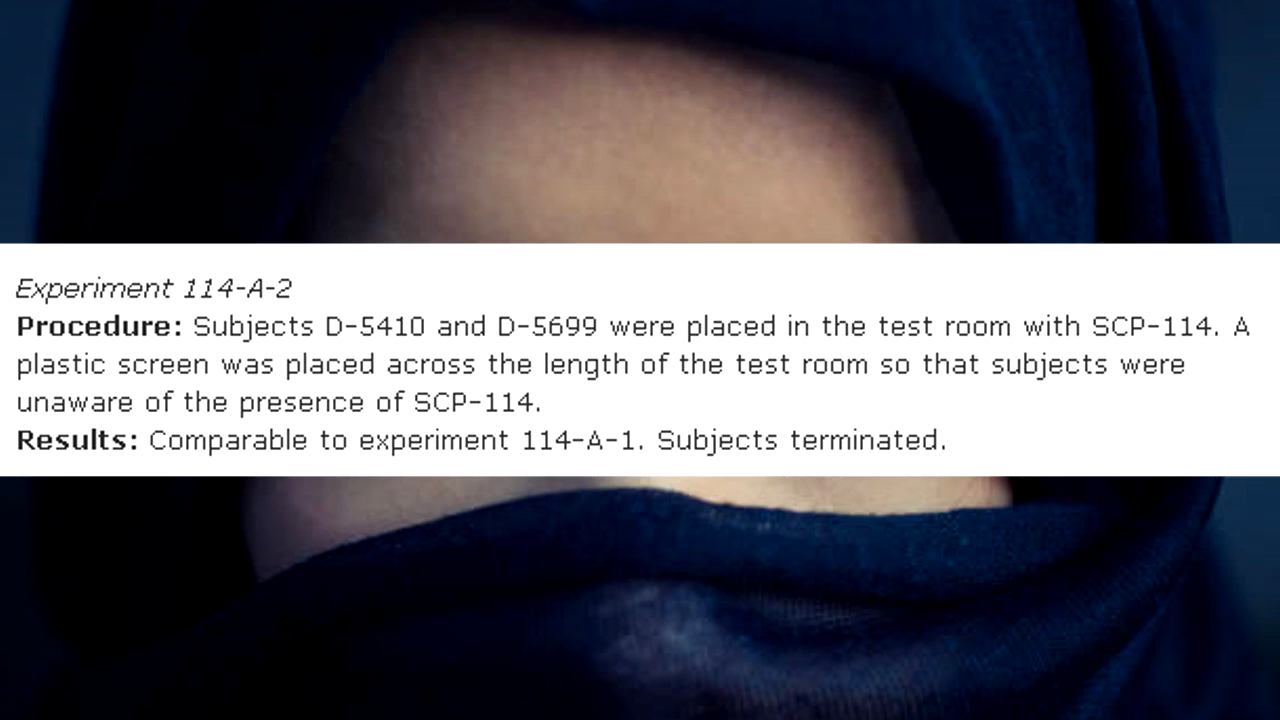 Experiment 114-A-2
Procedure: Subjects D-5410 and D-5699 were placed in the test room with SCP-114. A
plastic screen was placed across the length of the test room so that subjects were
unaware of the presence of SCP-114.
Results: Comparable to experiment 114-A-1. Subjects terminated.